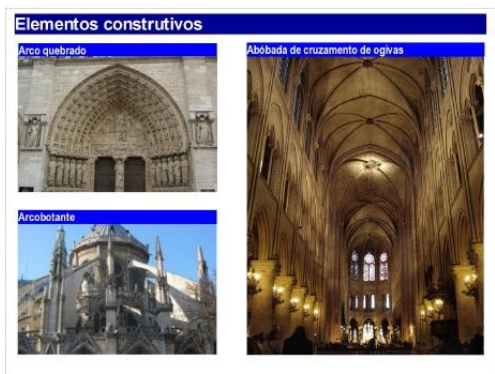 Elementos construtivos
Arco quebrado
Abóbada de cruzamento de ogivas
Arcobotante